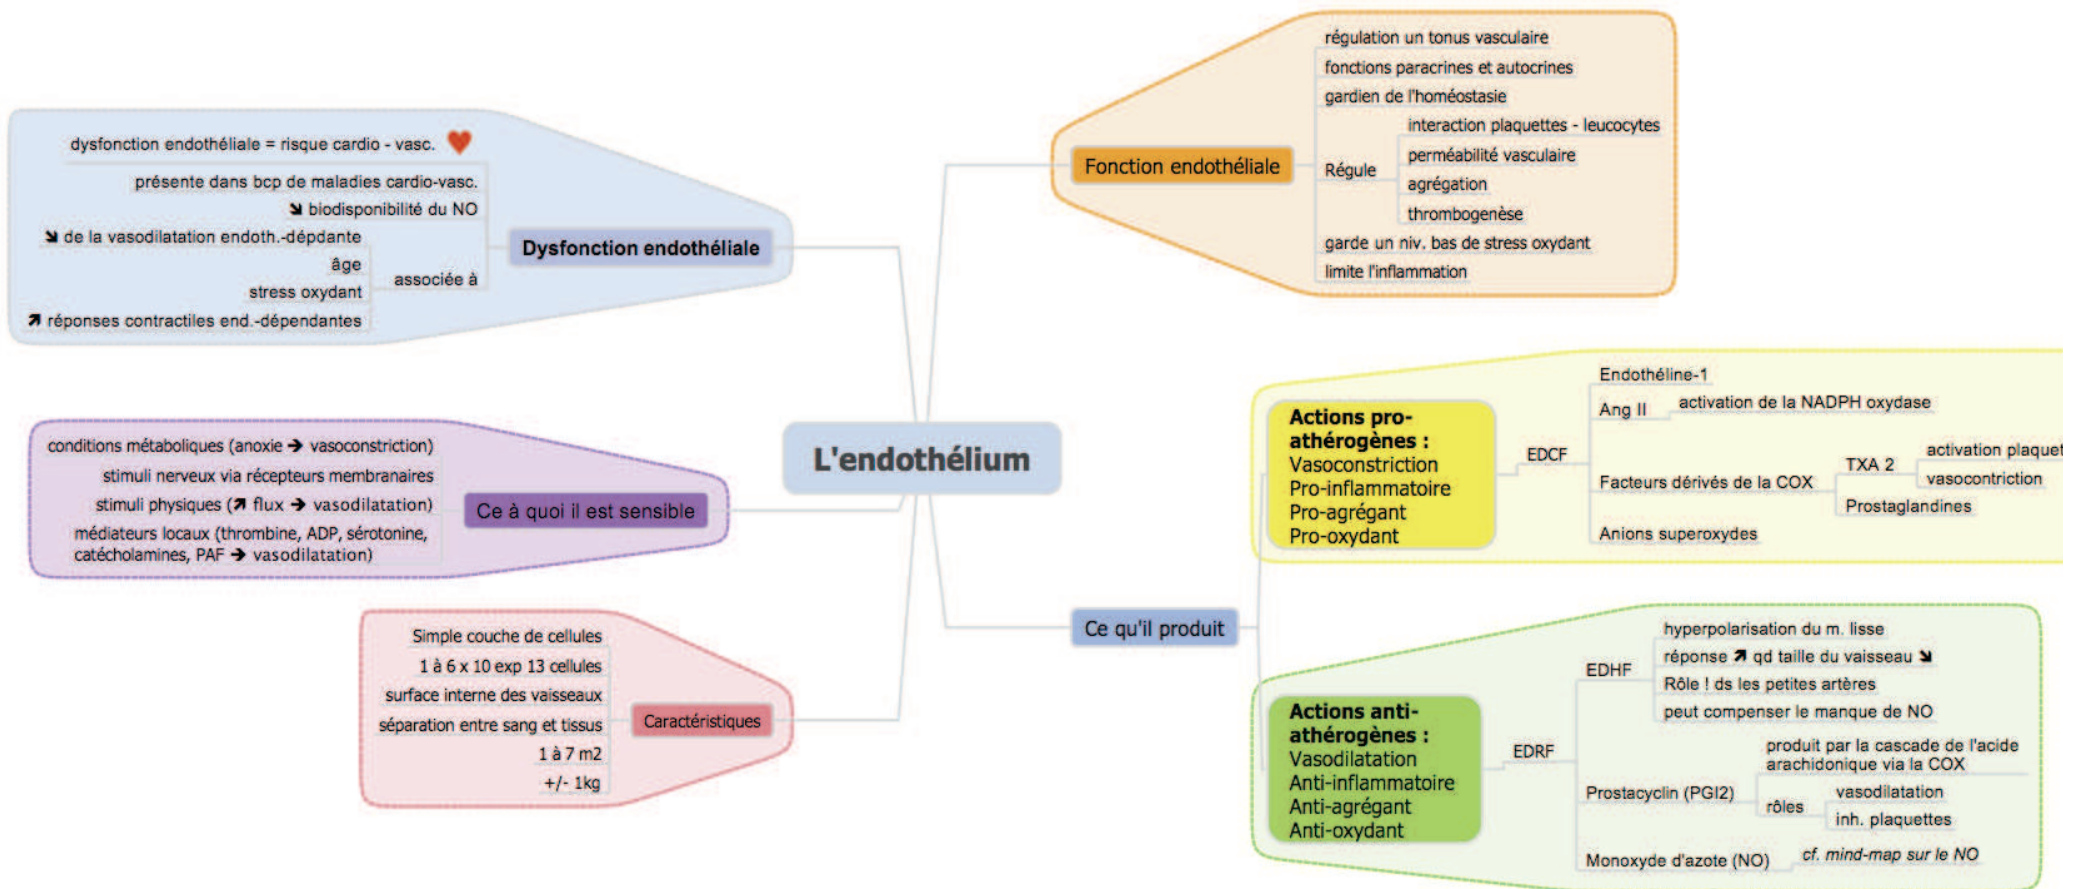 L'endothélium
Fonction endothéliale
régulation un tonus vasculaire
fonctions paracrines et autocrines
gardien de l'homéostasie
Régule
interaction plaquettes - leucocytes
perméabilité vasculaire
agrégation
thrombogenèse
garde un niv. bas de stress oxydant
limite l'inflammation
Ce qu'il produit
Actions pro-
athérogènes :
Vasoconstriction
Pro-inflammatoire
Pro-agrégant
Pro-oxydant
EDCF
Endothéline-1
Ang II
activation de la NADPH oxydase
Facteurs dérivés de la COX
TXA 2
activation plaquet
vasocontriction
Prostaglandines
Anions superoxydes
Actions anti-
athérogènes :
Vasodilatation
Anti-inflammatoire
Anti-agrégant
Anti-oxydant
EDRF
EDHF
hyperpolarisation du m. lisse
réponse ↗ qd taille du vaisseau ↘
Rôle ! ds les petites artères
peut compenser le manque de NO
Prostacyclin (PGI2)
produit par la cascade de l'acide
arachidonique via la COX
rôles
vasodilatation
inh. plaquettes
Monoxyde d'azote (NO)
cf. mind-map sur le NO
Dysfonction endothéliale
dysfonction endothéliale = risque cardio - vasc. ♥
présente dans bcp de maladies cardio-vasc.
↘ biodisponibilité du NO
associée à
↘ de la vasodilatation endoth.-dépdante
âge
stress oxydant
↗ réponses contractiles end.-dépendantes
Ce à quoi il est sensible
conditions métaboliques (anoxie → vasoconstriction)
stimuli nerveux via récepteurs membranaires
stimuli physiques (↗ flux → vasodilatation)
médiateurs locaux (thrombine, ADP, sérotonine,
catécholamines, PAF → vasodilatation)
Caractéristiques
Simple couche de cellules
1 à 6 x 10 exp 13 cellules
surface interne des vaisseaux
séparation entre sang et tissus
1 à 7 m2
+/- 1kg